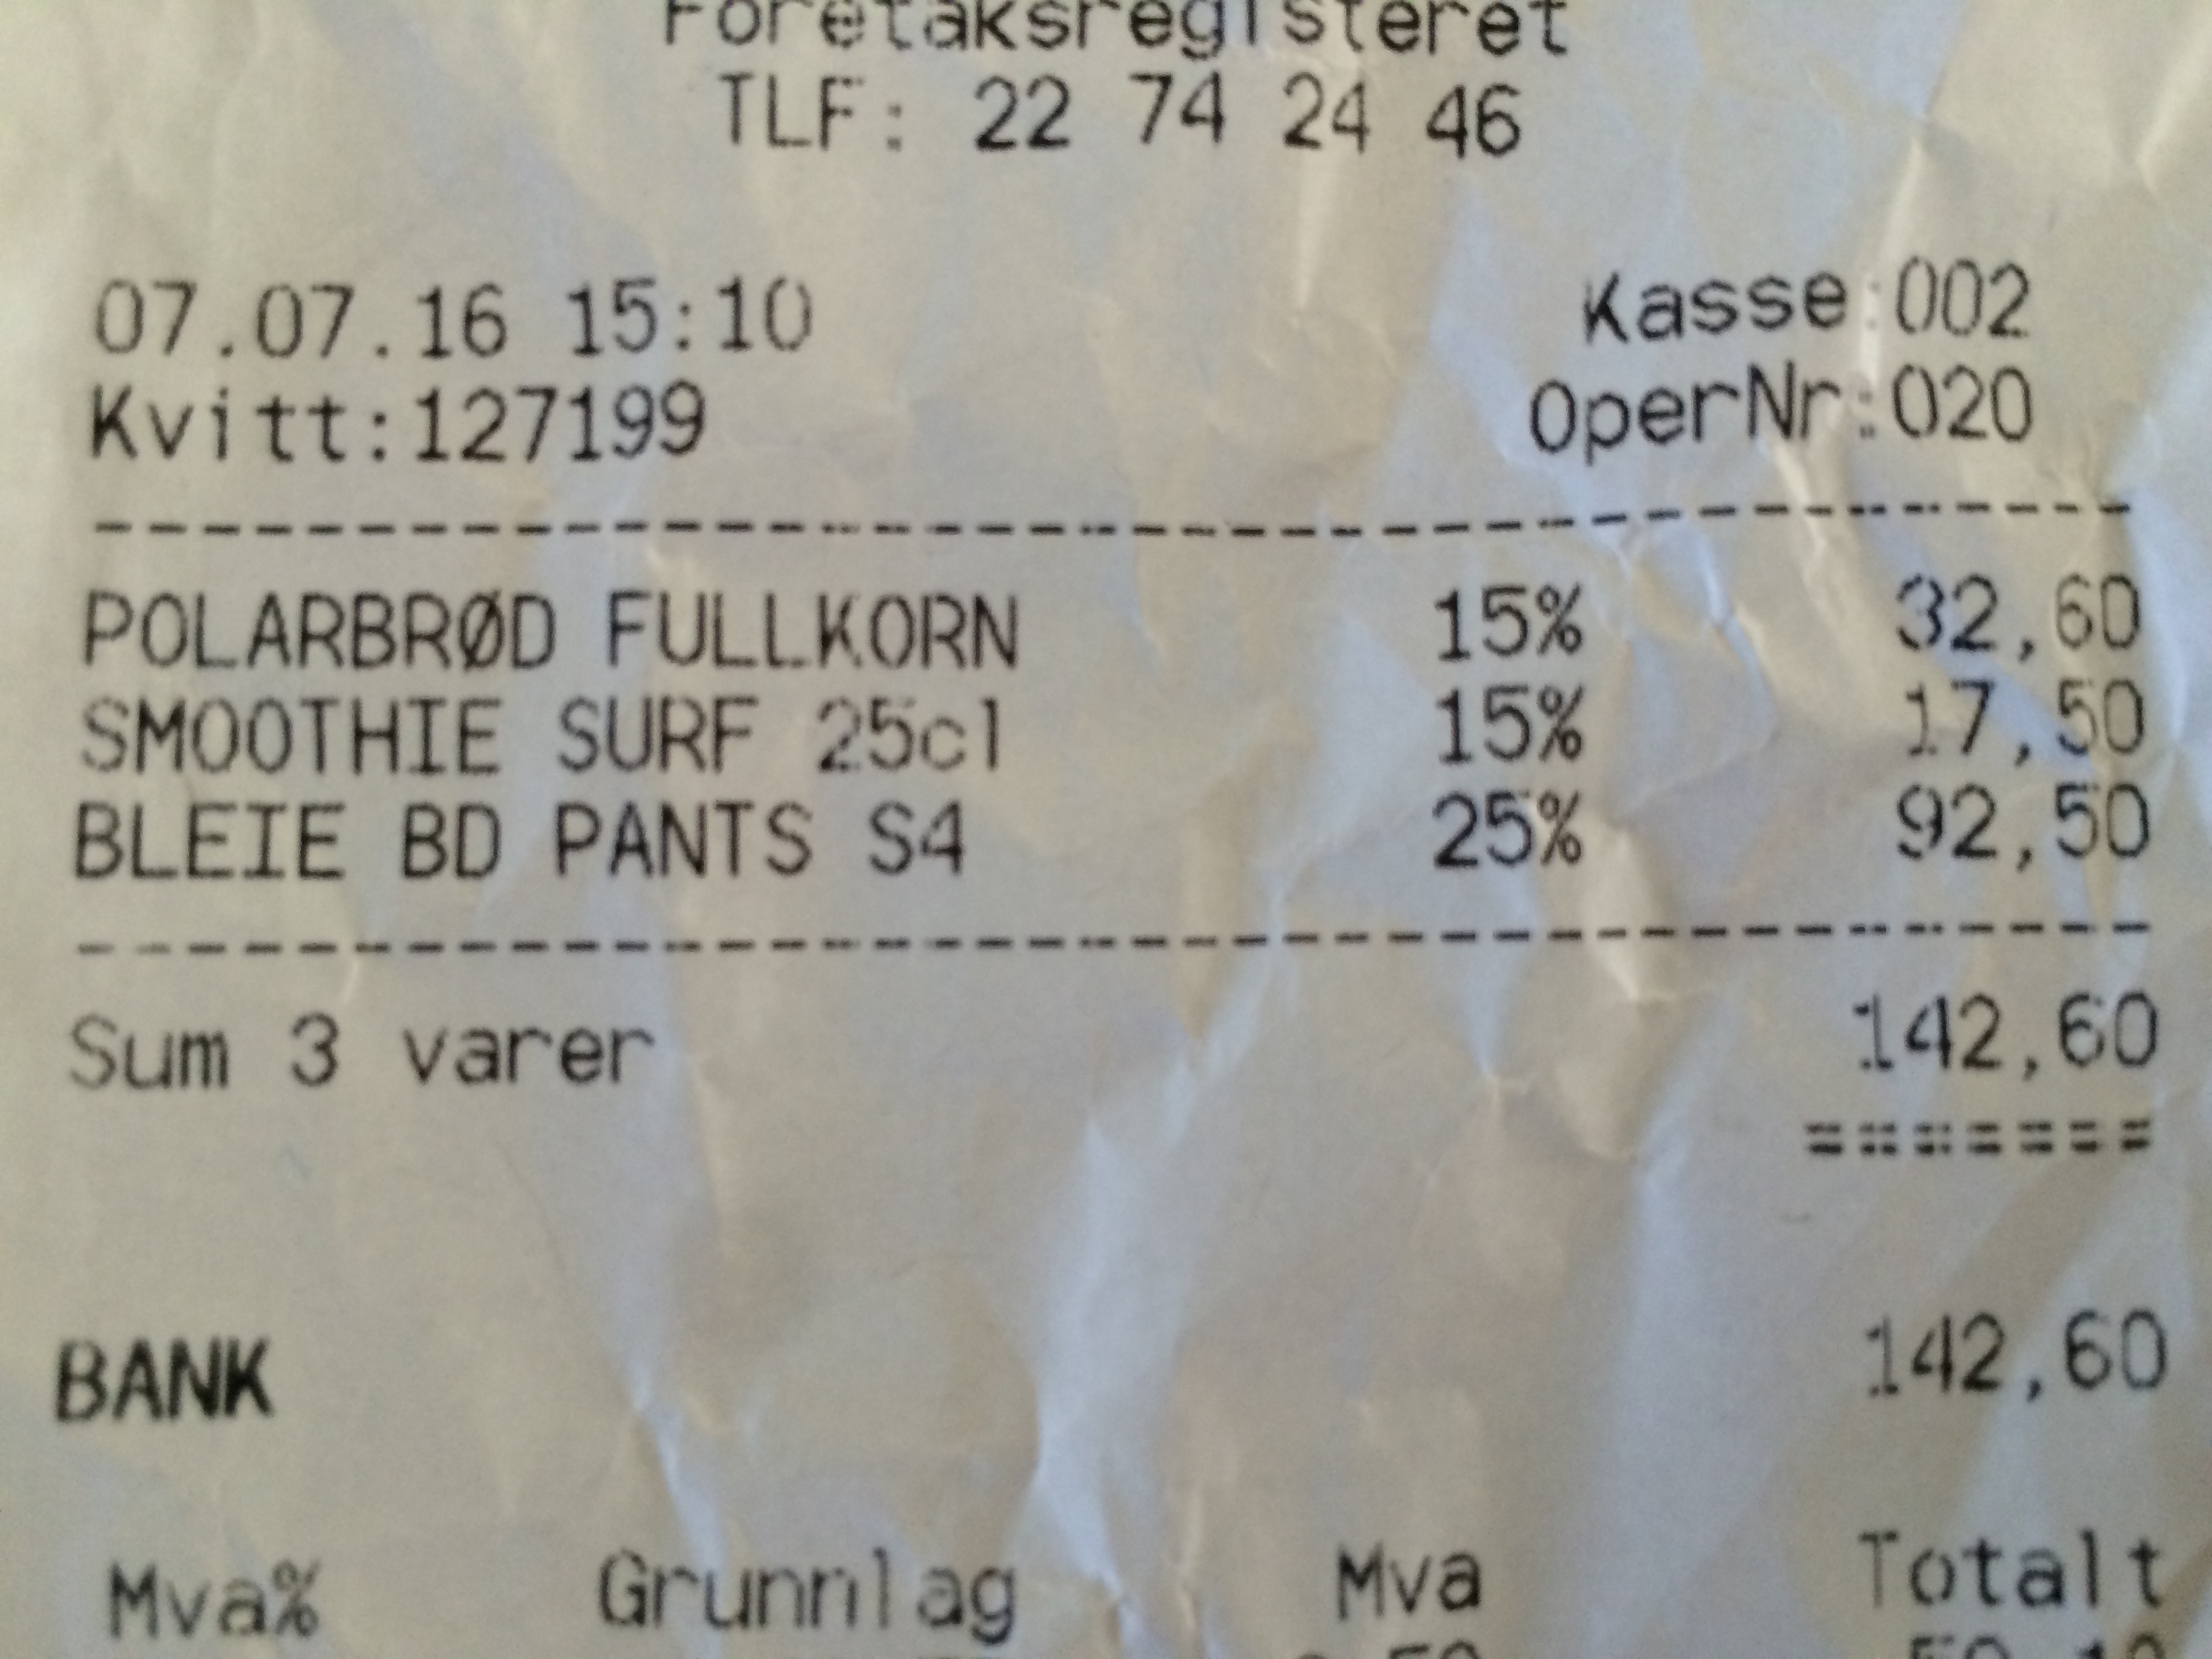 Foretaksregisteret
TLF: 22 74 24 46
07.07.16 15:10 Kasse:002
Kvitt:127199 OperNr:020
--------------------------------
POLARBRØD FULLKORN 15% 32,60
SMOOTHIE SURF 25cl 15% 17,50
BLEIE BD PANTS S4 25% 92,50
--------------------------------
Sum 3 varer 142,60
=======
BANK 142,60
Mva% Grunnlag Mva Totalt